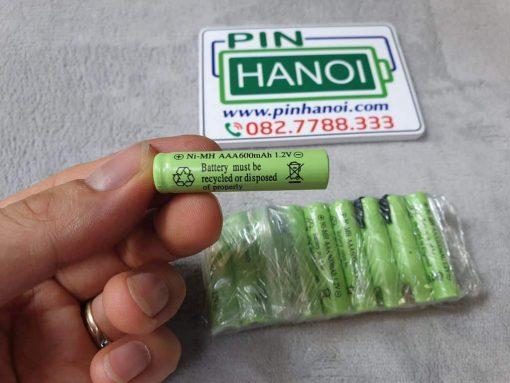 PIN
HANOI
www.pinhanoi.com
082.7788.333
+ Ni-MH AAA600mAh 1.2V -
Battery must be
recycled or disposed
of properly